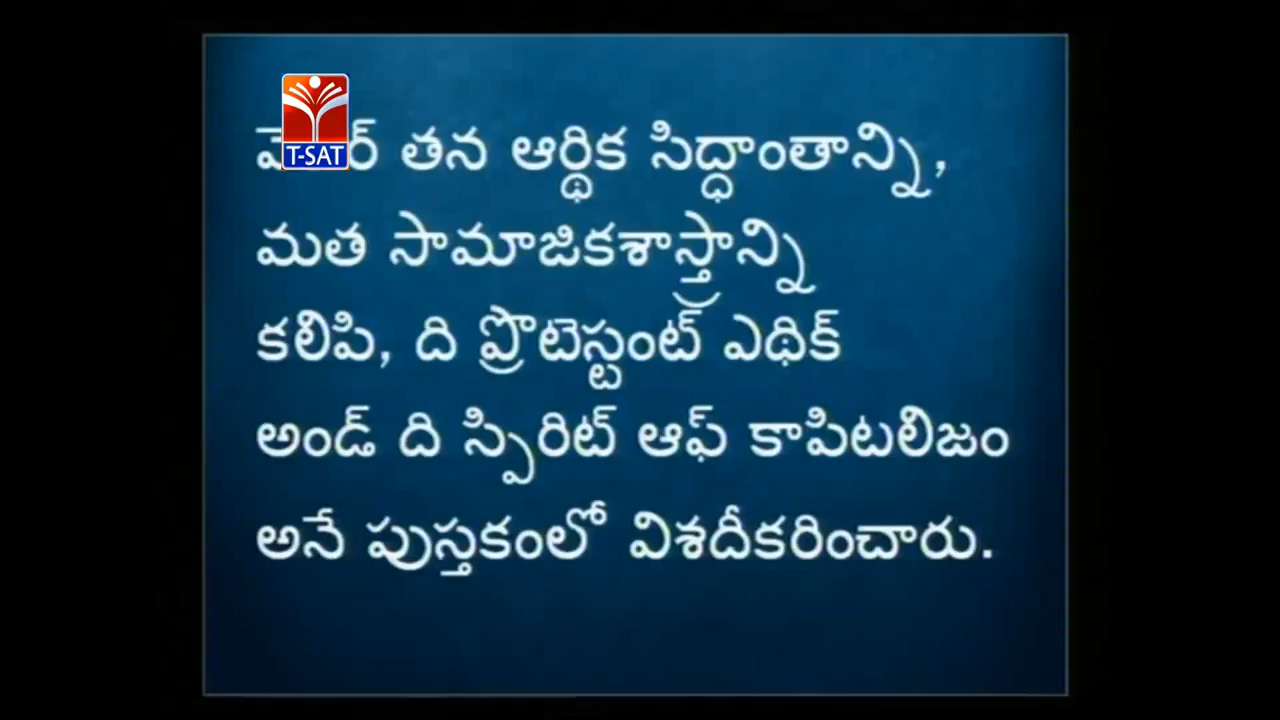 T-SAT
తన ఆర్థిక సిద్ధాంతాన్ని,
మత సామాజికశాస్త్రాన్ని
కలిపి, ది ప్రొటెస్టంట్ ఎథిక్
అండ్ ది స్పిరిట్ ఆఫ్ కాపిటలిజం
అనే పుస్తకంలో విశదీకరించారు.